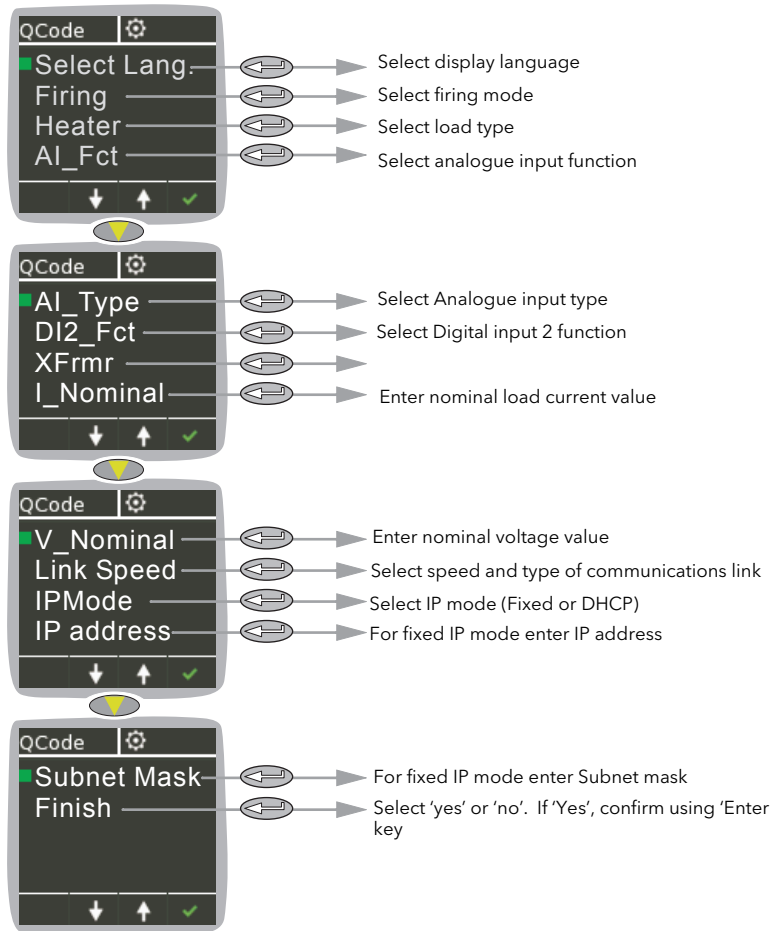 QCode
Select Lang. Select display language
Firing Select firing mode
Heater Select load type
AI_Fct Select analogue input function
QCode
AI_Type Select Analogue input type
DI2_Fct Select Digital input 2 function
XFrmr
I_Nominal Enter nominal load current value
QCode
V_Nominal Enter nominal voltage value
Link Speed Select speed and type of communications link
IPMode Select IP mode (Fixed or DHCP)
IP address For fixed IP mode enter IP address
QCode
Subnet Mask For fixed IP mode enter Subnet mask
Finish Select ‘yes’ or ‘no’. If ‘Yes’, confirm using ‘Enter
key